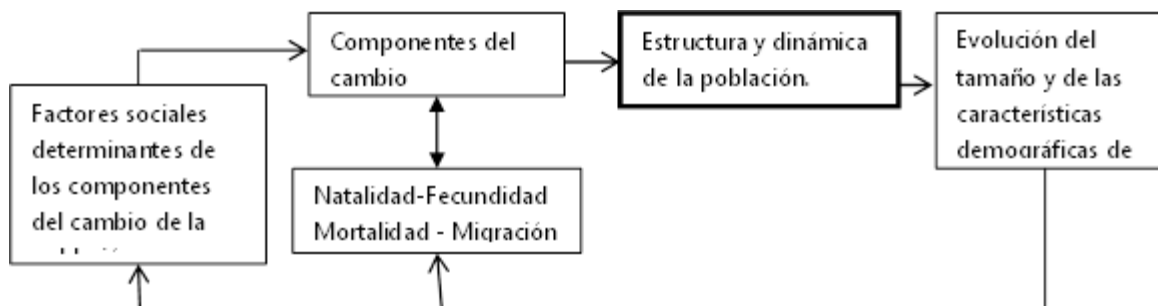 Factores sociales
determinantes de
los componentes
del cambio de la
Componentes del
cambio
Natalidad-Fecundidad
Mortalidad - Migración
Estructura y dinámica
de la población.
Evolución del
tamaño y de las
características
demográficas de